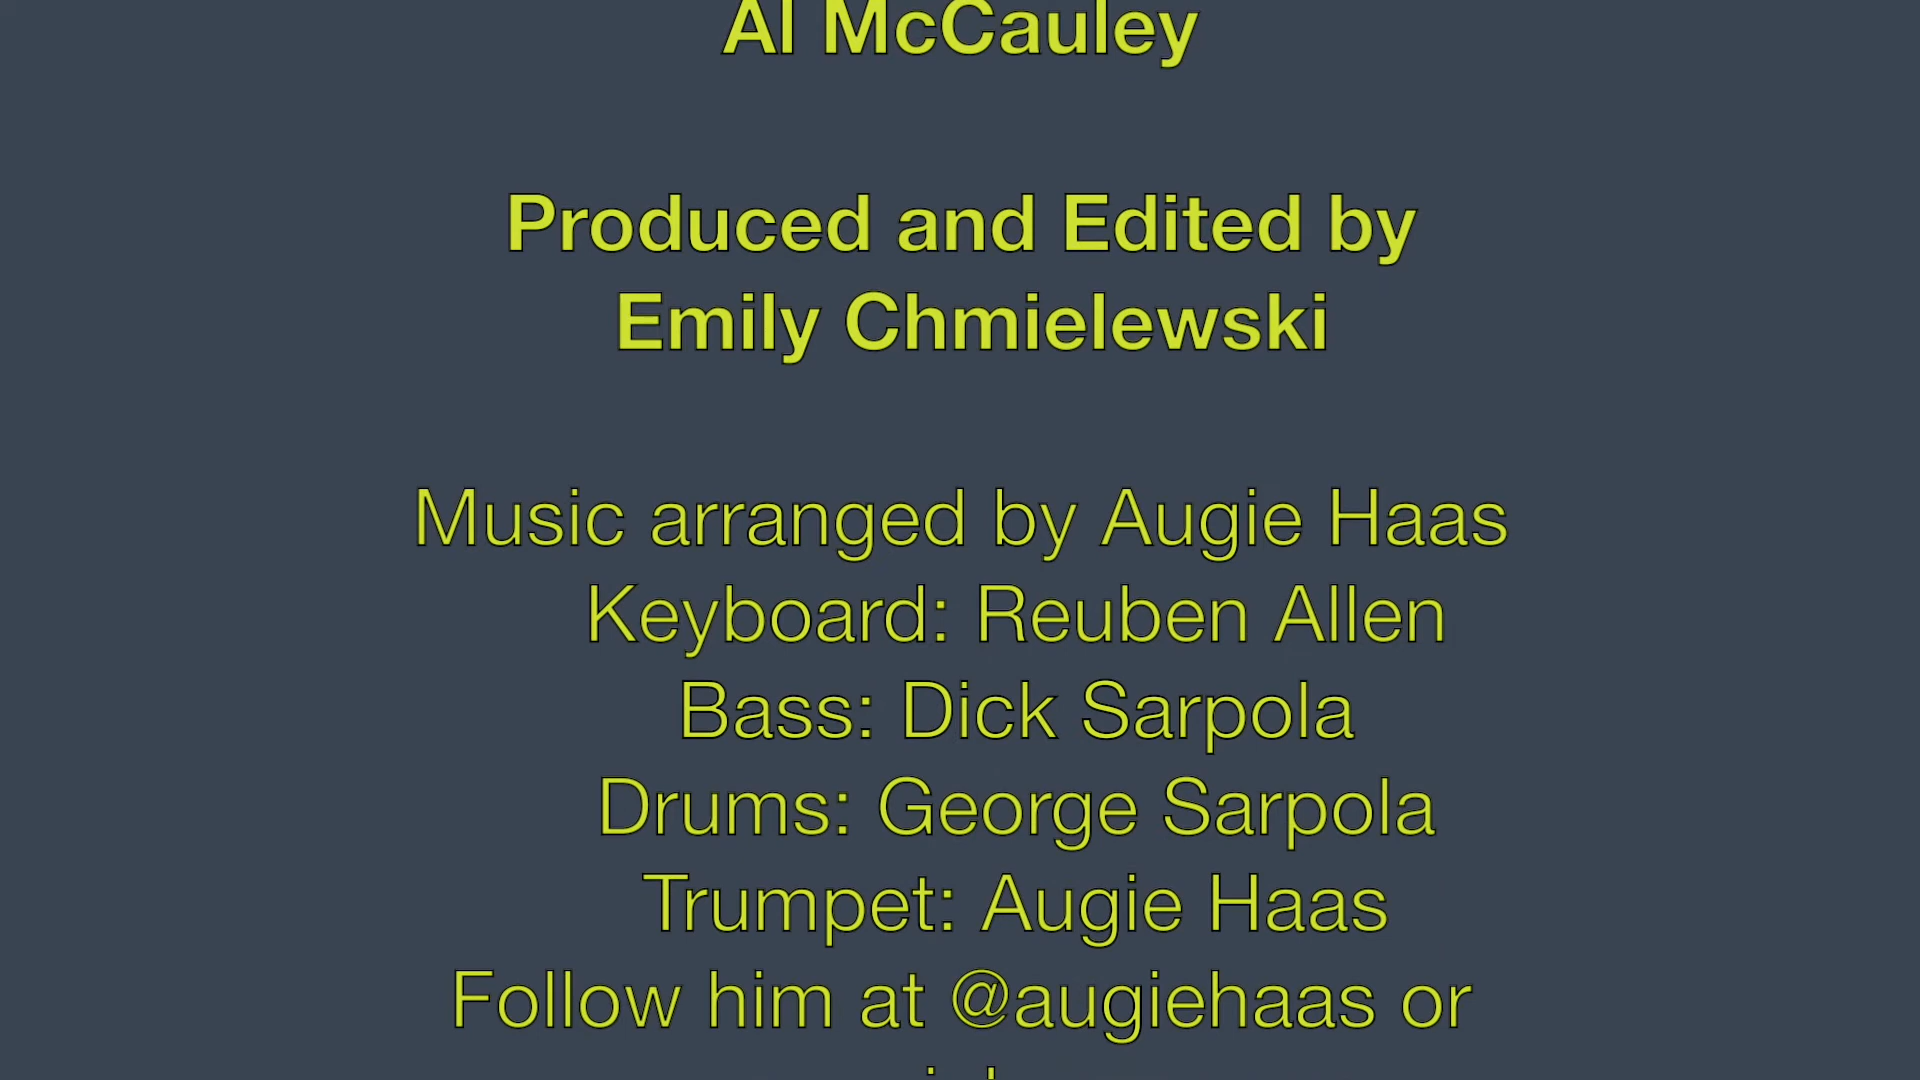 Al McCauley
Produced and Edited by
Emily Chmielewski
Music arranged by Augie Haas
Keyboard: Reuben Allen
Bass: Dick Sarpola
Drums: George Sarpola
Trumpet: Augie Haas
Follow him at @augiehaas or